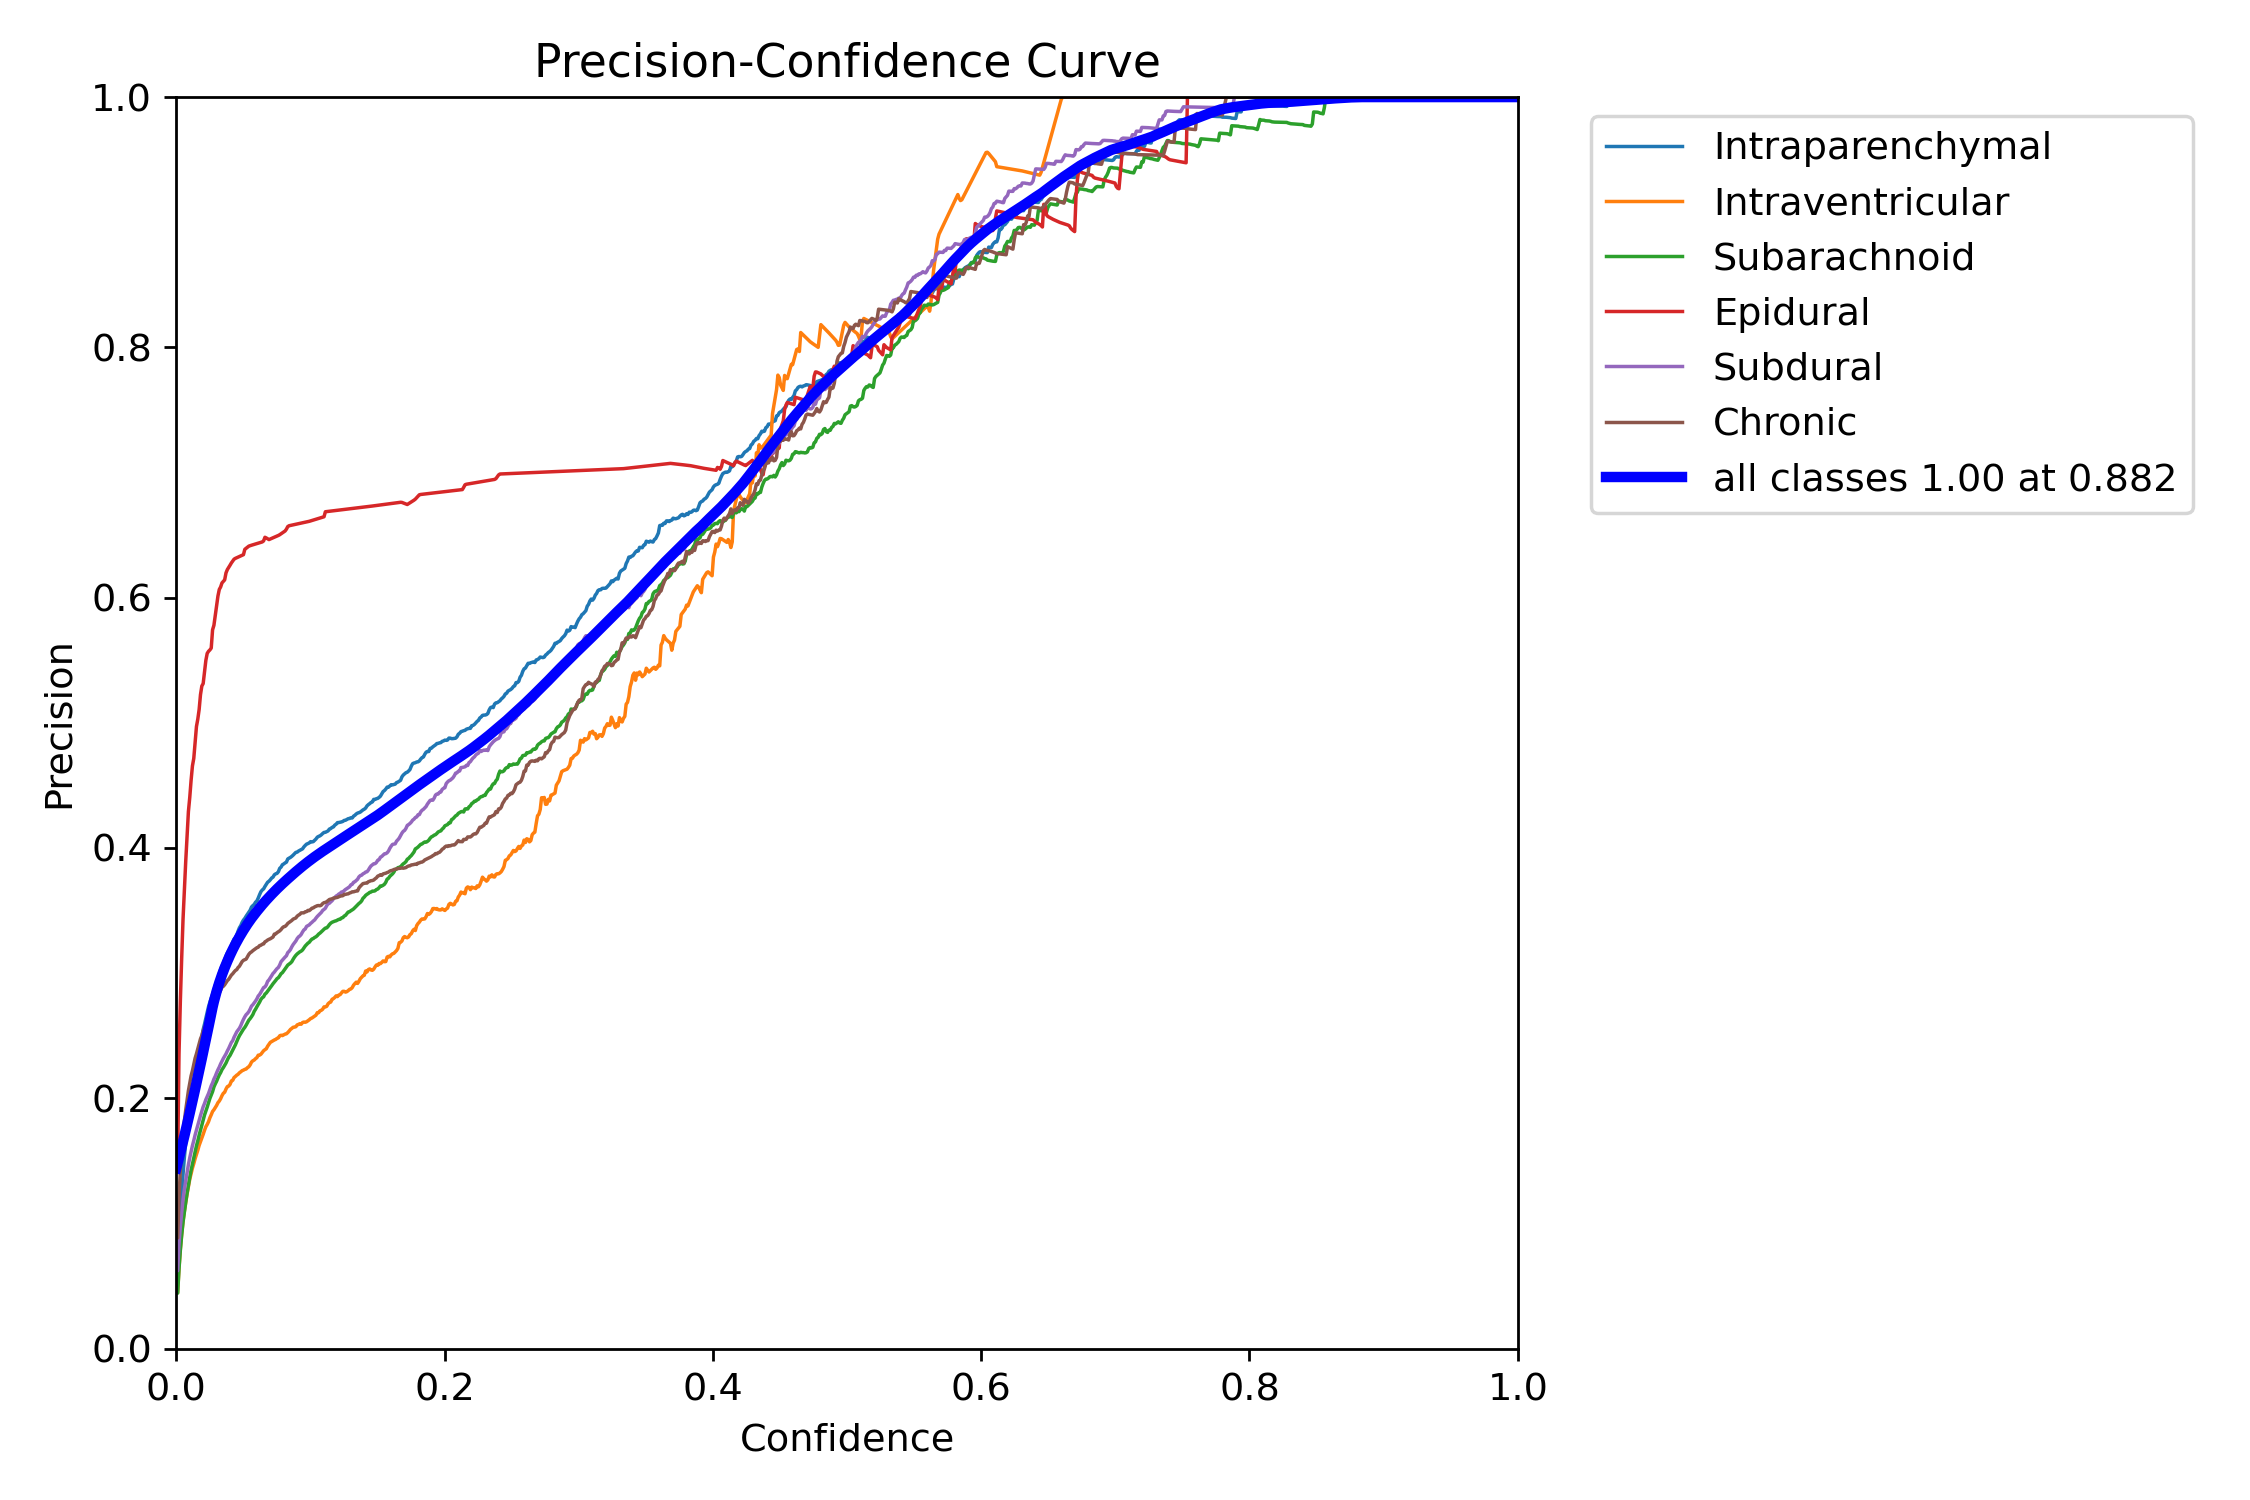 Precision-Confidence Curve
1.0
0.8
0.6
0.4
0.2
0.0
Precision
0.0 0.2 0.4 0.6 0.8 1.0
Confidence
Intraparenchymal
Intraventricular
Subarachnoid
Epidural
Subdural
Chronic
all classes 1.00 at 0.882